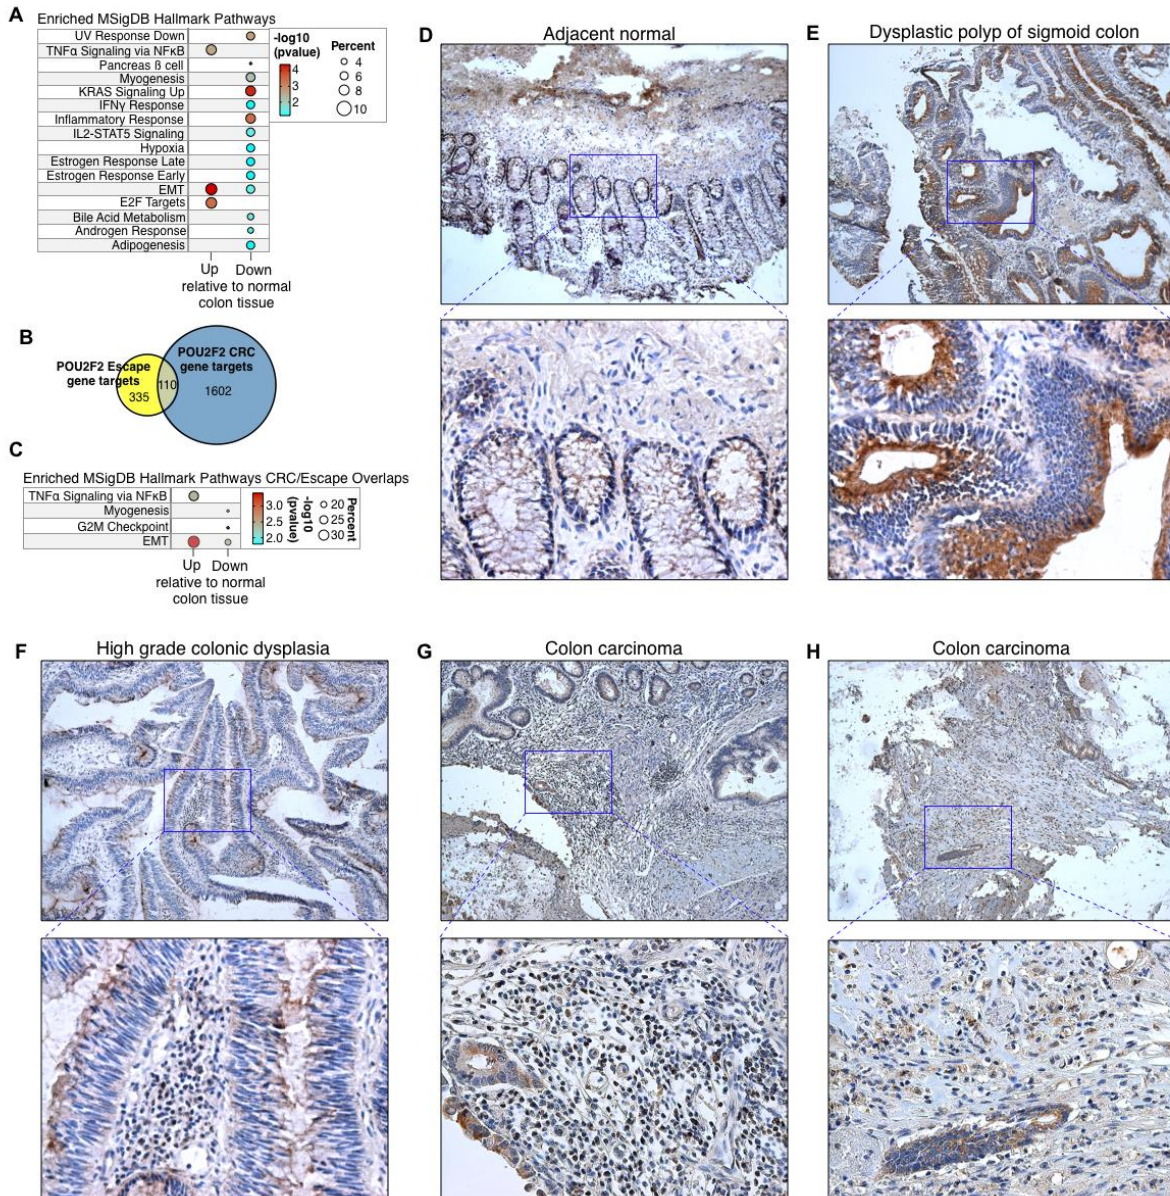 A
Enriched MSigDB Hallmark Pathways
UV Response Down
TNFα Signaling via NFκB
Pancreas ß cell
Myogenesis
KRAS Signaling Up
IFNγ Response
Inflammatory Response
IL2-STAT5 Signaling
Hypoxia
Estrogen Response Late
Estrogen Response Early
EMT
E2F Targets
Bile Acid Metabolism
Androgen Response
Adipogenesis
Up
Down
relative to normal
colon tissue
-log10
(pvalue)
4
3
2
Percent
4
6
8
10
B
POU2F2 Escape
gene targets
335
110
POU2F2 CRC
gene targets
1602
C
Enriched MSigDB Hallmark Pathways CRC/Escape Overlaps
TNFα Signaling via NFκB
Myogenesis
G2M Checkpoint
EMT
Up
Down
relative to normal
colon tissue
3.0
2.5
2.0
-log10
(pvalue)
20
25
30
Percent
D
Adjacent normal
E
Dysplastic polyp of sigmoid colon
F
High grade colonic dysplasia
G
Colon carcinoma
H
Colon carcinoma